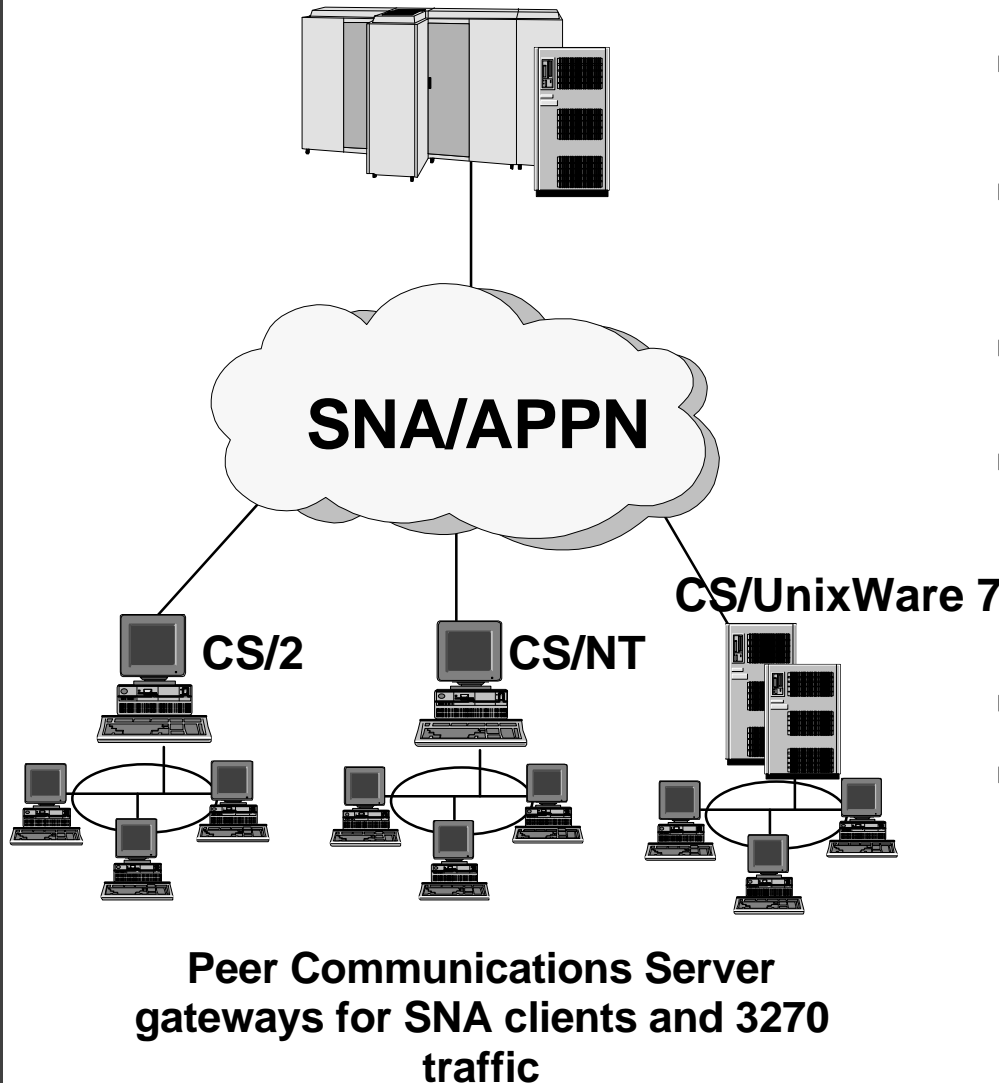 SNA/APPN
CS/UnixWare 7
CS/2
CS/NT
Peer Communications Server
gateways for SNA clients and 3270
traffic